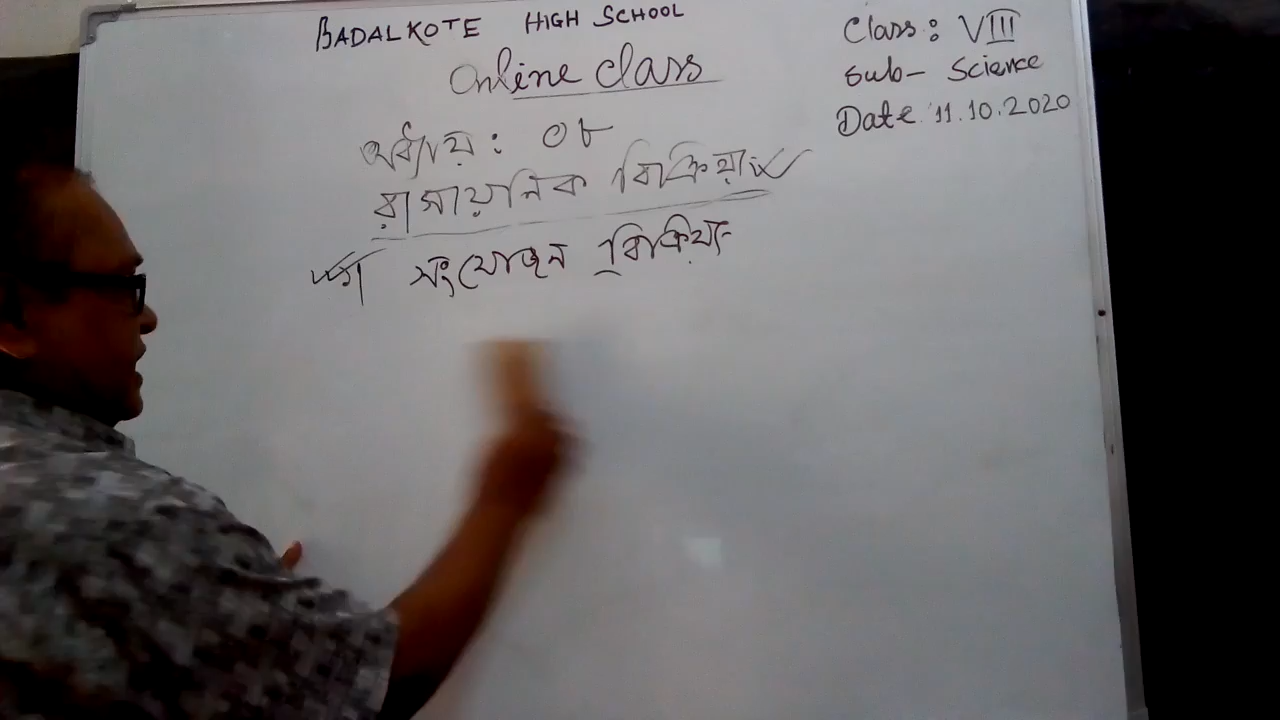 BADALKOTE HIGH SCHOOL
Online Class
Class: VIII
Sub- Science
Date 11.10.2020
অধ্যায়: ০৮
রাসায়নিক বিক্রিয়া
সংযোজন বিক্রিয়া-